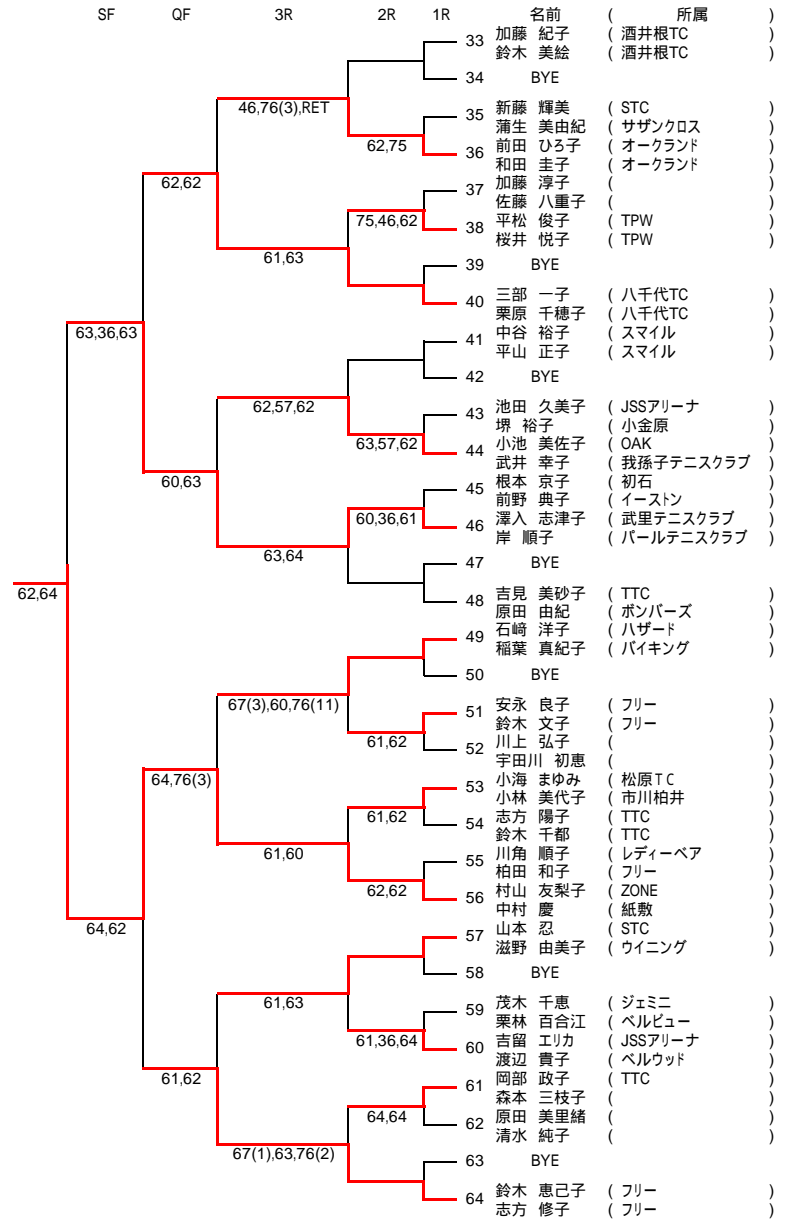 SF QF 3R 2R 1R 名前 ( 所属 )
33 加藤 紀子 ( 酒井根TC )
鈴木 美絵 ( 酒井根TC )
34 BYE
46,76(3),RET
35 新藤 輝美 ( STC )
蒲生 美由紀 ( サザンクロス )
62,75
36 前田 ひろ子 ( オークランド )
和田 圭子 ( オークランド )
62,62
37 加藤 淳子 ( )
佐藤 八重子 ( )
75,46,62
38 平松 俊子 ( TPW )
桜井 悦子 ( TPW )
61,63
39 BYE
40 三部 一子 ( 八千代TC )
栗原 千穂子 ( 八千代TC )
63,36,63
41 中谷 裕子 ( スマイル )
平山 正子 ( スマイル )
42 BYE
62,57,62
43 池田 久美子 ( JSSアリーナ )
堺 裕子 ( 小金原 )
63,57,62
44 小池 美佐子 ( OAK )
武井 幸子 ( 我孫子テニスクラブ )
60,63
45 根本 京子 ( 初石 )
前野 典子 ( イーストン )
60,36,61
46 澤入 志津子 ( 武里テニスクラブ )
岸 順子 ( パールテニスクラブ )
63,64
47 BYE
62,64
48 吉見 美砂子 ( TTC )
原田 由紀 ( ボンバーズ )
49 石﨑 洋子 ( ハザード )
稲葉 真紀子 ( バイキング )
50 BYE
67(3),60,76(11)
51 安永 良子 ( フリー )
鈴木 文子 ( フリー )
61,62
52 川上 弘子 ( )
宇田川 初恵 ( )
64,76(3)
53 小海 まゆみ ( 松原TC )
小林 美代子 ( 市川柏井 )
61,62
54 志方 陽子 ( TTC )
鈴木 千都 ( TTC )
61,60
55 川角 順子 ( レディーベア )
柏田 和子 ( フリー )
62,62
56 村山 友梨子 ( ZONE )
中村 慶 ( 紙敷 )
64,62
57 山本 忍 ( STC )
滋野 由美子 ( ウイニング )
58 BYE
61,63
59 茂木 千恵 ( ジェミニ )
栗林 百合江 ( ベルビュー )
61,36,64
60 吉留 エリカ ( JSSアリーナ )
渡辺 貴子 ( ベルウッド )
61,62
61 岡部 政子 ( TTC )
森本 三枝子 ( )
64,64
62 原田 美里緒 ( )
清水 純子 ( )
67(1),63,76(2)
63 BYE
64 鈴木 恵己子 ( フリー )
志方 修子 ( フリー )